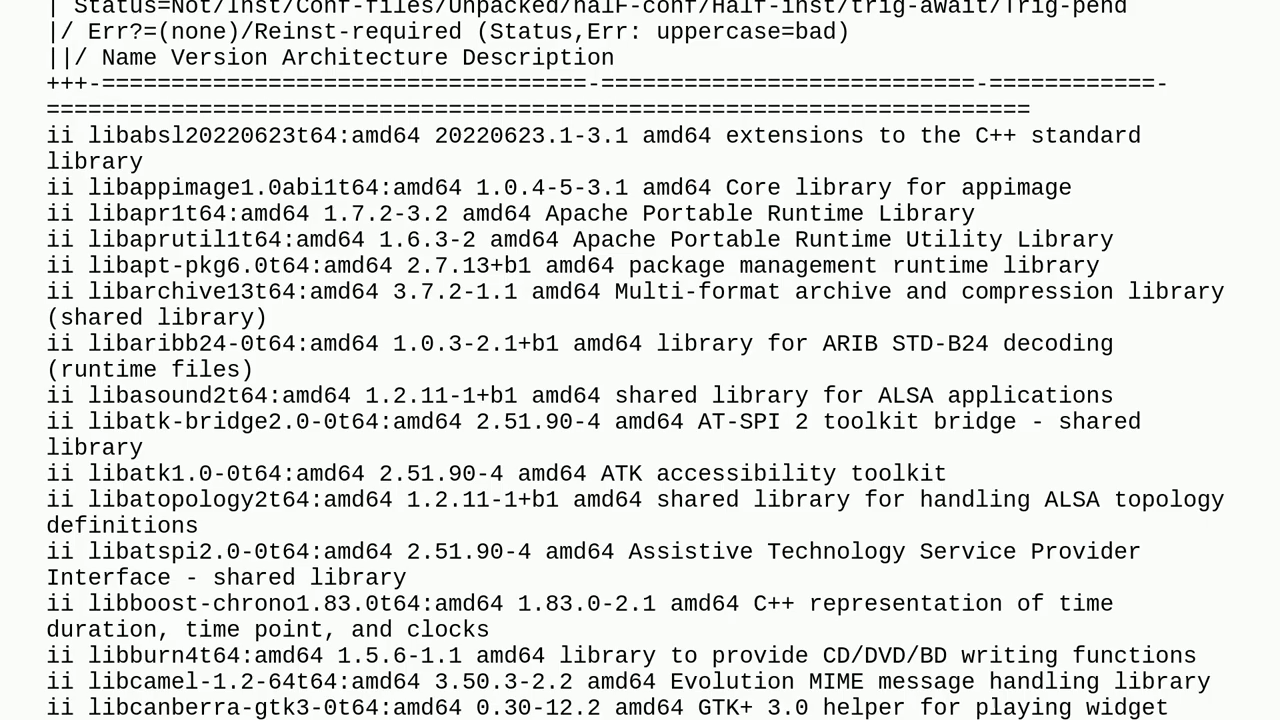 | Status=Not/Inst/Conf-files/Unpacked/halF-conf/Half-inst/trig-aWait/Trig-pend
|/ Err?=(none)/Reinst-required (Status,Err: uppercase=bad)
||/ Name Version Architecture Description
+++-===================================-===========================-============-
=======================================================================
ii libabsl20220623t64:amd64 20220623.1-3.1 amd64 extensions to the C++ standard
library
ii libappimage1.0abi1t64:amd64 1.0.4-5-3.1 amd64 Core library for appimage
ii libapr1t64:amd64 1.7.2-3.2 amd64 Apache Portable Runtime Library
ii libaprutil1t64:amd64 1.6.3-2 amd64 Apache Portable Runtime Utility Library
ii libapt-pkg6.0t64:amd64 2.7.13+b1 amd64 package management runtime library
ii libarchive13t64:amd64 3.7.2-1.1 amd64 Multi-format archive and compression library
(shared library)
ii libaribb24-0t64:amd64 1.0.3-2.1+b1 amd64 library for ARIB STD-B24 decoding
(runtime files)
ii libasound2t64:amd64 1.2.11-1+b1 amd64 shared library for ALSA applications
ii libatk-bridge2.0-0t64:amd64 2.51.90-4 amd64 AT-SPI 2 toolkit bridge - shared
library
ii libatk1.0-0t64:amd64 2.51.90-4 amd64 ATK accessibility toolkit
ii libatopology2t64:amd64 1.2.11-1+b1 amd64 shared library for handling ALSA topology
definitions
ii libatspi2.0-0t64:amd64 2.51.90-4 amd64 Assistive Technology Service Provider
Interface - shared library
ii libboost-chrono1.83.0t64:amd64 1.83.0-2.1 amd64 C++ representation of time
duration, time point, and clocks
ii libburn4t64:amd64 1.5.6-1.1 amd64 library to provide CD/DVD/BD writing functions
ii libcamel-1.2-64t64:amd64 3.50.3-2.2 amd64 Evolution MIME message handling library
ii libcanberra-gtk3-0t64:amd64 0.30-12.2 amd64 GTK+ 3.0 helper for playing widget